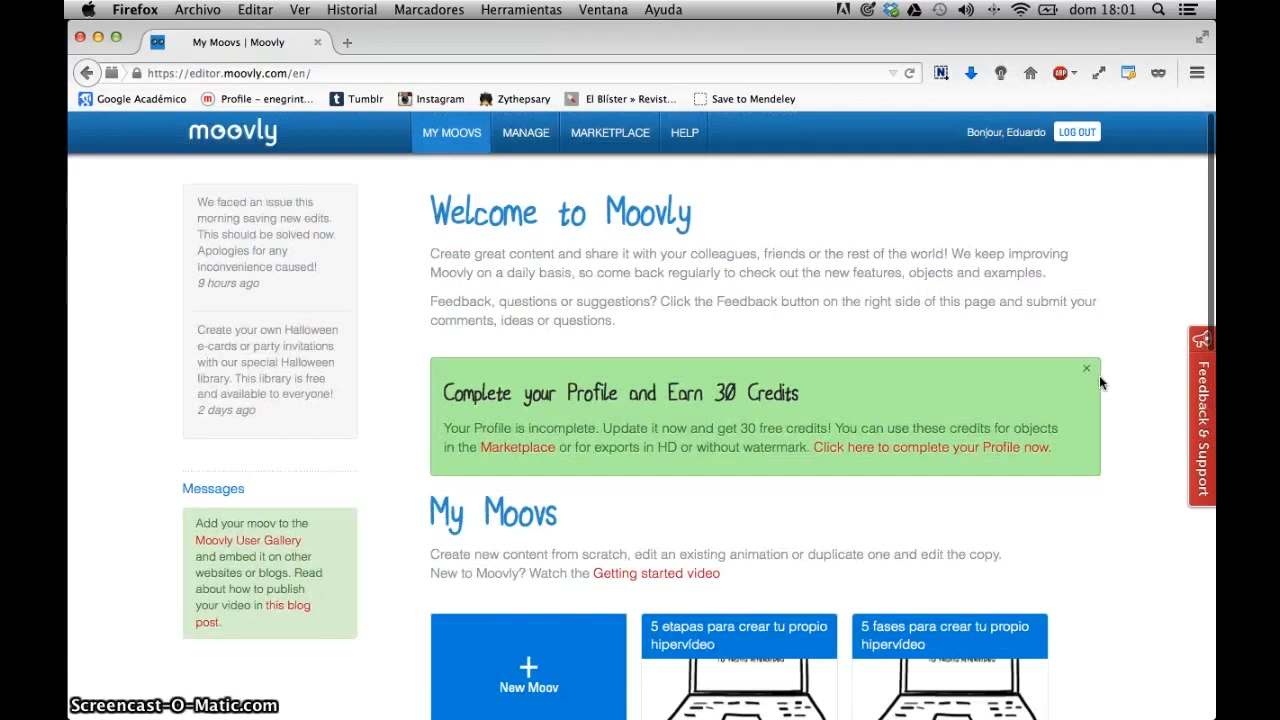 Firefox Archivo Editar Ver Historial Marcadores Herramientas Ventana Ayuda dom 18:01
My Moovs | Moovly
https://editor.moovly.com/en/
Google Académico Profile - enegrint... Tumblr Instagram Zythepsary El Blíster » Revist... Save to Mendeley
moovly MY MOOVS MANAGE MARKETPLACE HELP Bonjour, Eduardo LOG OUT
We faced an issue this
morning saving new edits.
This should be solved now.
Apologies for any
inconvenience caused!
9 hours ago
Create your own Halloween
e-cards or party invitations
with our special Halloween
library. This library is free
and available to everyone!
2 days ago
Messages
Add your moov to the
Moovly User Gallery
and embed it on other
websites or blogs. Read
about how to publish
your video in this blog
post.
Welcome to Moovly
Create great content and share it with your colleagues, friends or the rest of the world! We keep improving
Moovly on a daily basis, so come back regularly to check out the new features, objects and examples.
Feedback, questions or suggestions? Click the Feedback button on the right side of this page and submit your
comments, ideas or questions.
Complete your Profile and Earn 30 Credits
Your Profile is incomplete. Update it now and get 30 free credits! You can use these credits for objects
in the Marketplace or for exports in HD or without watermark. Click here to complete your Profile now.
My Moovs
Create new content from scratch, edit an existing animation or duplicate one and edit the copy.
New to Moovly? Watch the Getting started video
New Moov
5 etapas para crear tu propio
hipervídeo
5 fases para crear tu propio
hipervídeo
Feedback & Support
Screencast-O-Matic.com